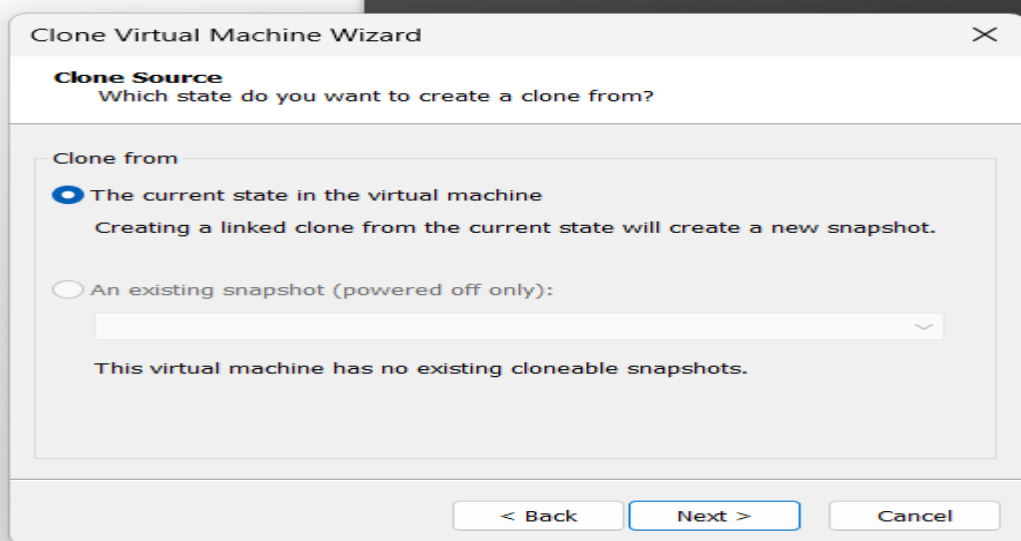 Clone Virtual Machine Wizard
Clone Source
Which state do you want to create a clone from?
Clone from
The current state in the virtual machine
Creating a linked clone from the current state will create a new snapshot.
An existing snapshot (powered off only):
This virtual machine has no existing cloneable snapshots.
< Back Next > Cancel